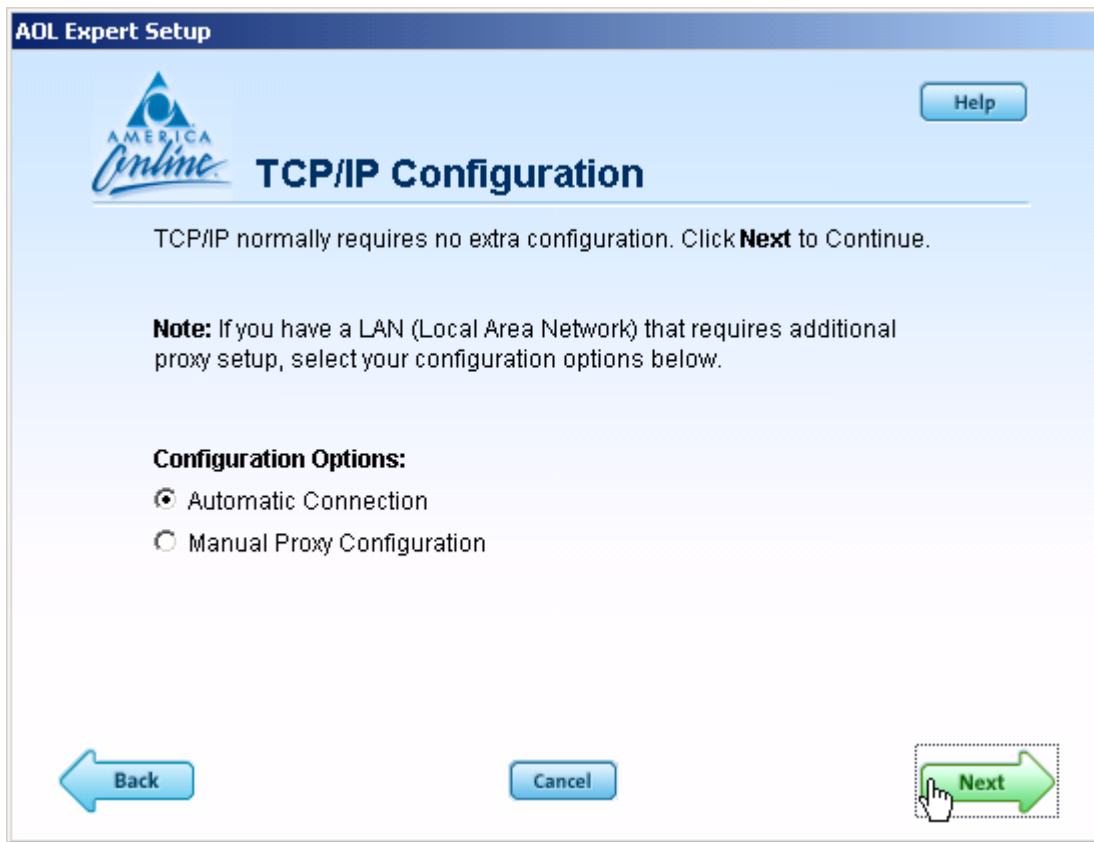 AOL Expert Setup
Help
AMERICA
Online.
TCP/IP Configuration
TCP/IP normally requires no extra configuration. Click Next to Continue.
Note: If you have a LAN (Local Area Network) that requires additional
proxy setup, select your configuration options below.
Configuration Options:
Automatic Connection
Manual Proxy Configuration
Back
Cancel
Next